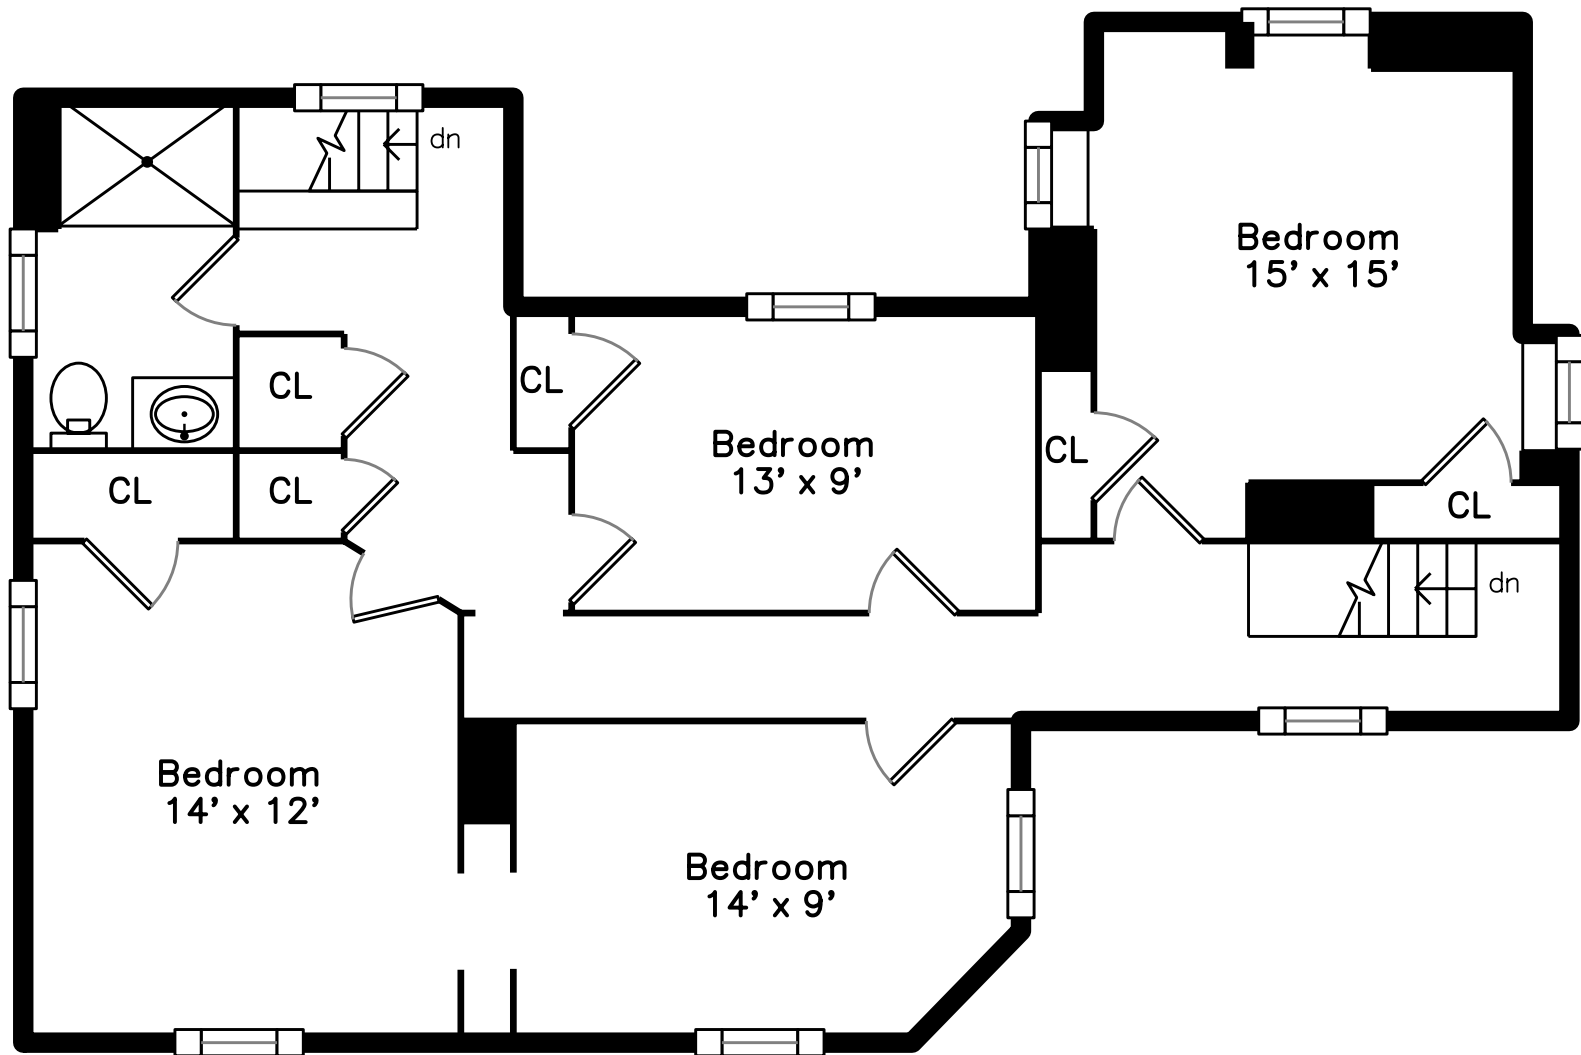 dn
Bedroom
15' x 15'
CL
CL
Bedroom
13' x 9'
CL
CL
CL
CL
dn
Bedroom
14' x 12'
Bedroom
14' x 9'